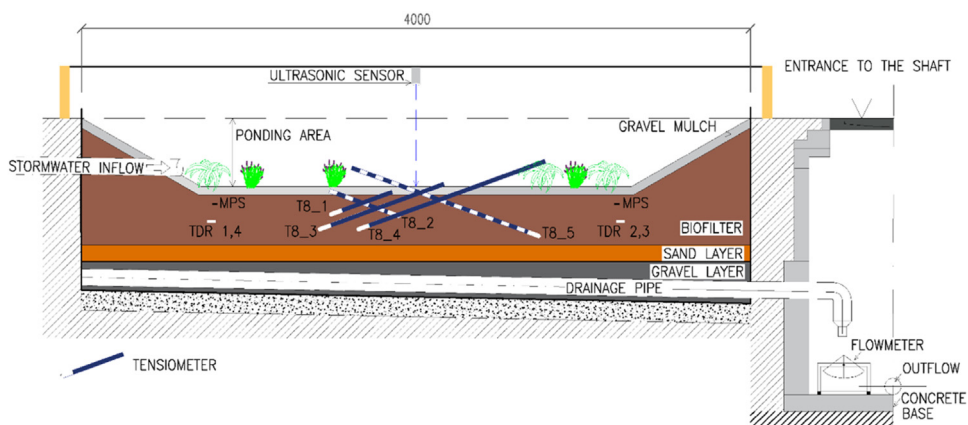 4000
ULTRASONIC SENSOR
ENTRANCE TO THE SHAFT
PONDING AREA
GRAVEL MULCH
STORMWATER INFLOW
-MPS
T8_1
T8_2
-MPS
TDR 1,4
T8_3
T8_4
T8_5
TDR 2,3
BIOFILTER
SAND LAYER
GRAVEL LAYER
DRAINAGE PIPE
TENSIOMETER
FLOWMETER
OUTFLOW
CONCRETE
BASE